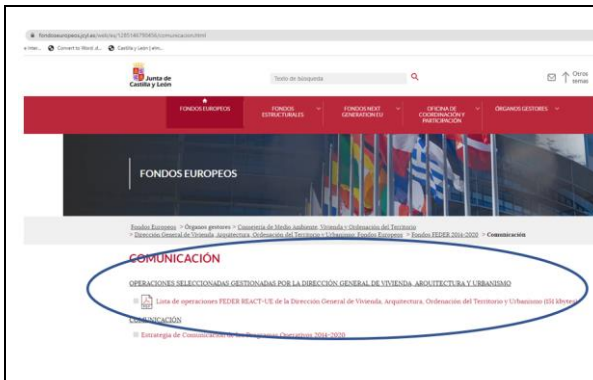 fondoseuropeos.jcyl.es/web/es/1285146795656/comunicacion.html
Convert to Word d...
Castilla y León | etm...
Junta de
Castilla y León
Texto de búsqueda
Otros
temas
FONDOS EUROPEOS
FONDOS
ESTRUCTURALES
FONDOS NEXT
GENERATION EU
OFICINA DE
COORDINACIÓN Y
PARTICIPACIÓN
ÓRGANOS GESTORES
FONDOS EUROPEOS
Fondos Europeos > Órganos gestores > Consejería de Medio Ambiente, Vivienda y Ordenación del Territorio
> Dirección General de Vivienda, Arquitectura, Ordenación del Territorio y Urbanismo: Fondos Europeos > Fondos FEDER 2014-2020 > Comunicación
COMUNICACIÓN
OPERACIONES SELECCIONADAS GESTIONADAS POR LA DIRECCIÓN GENERAL DE VIVIENDA, ARQUITECTURA Y URBANISMO
Lista de operaciones FEDER REACT-UE de la Dirección General de Vivienda, Arquitectura, Ordenación del Territorio y Urbanismo (151 kbytes)
COMUNICACIÓN
Estrategia de Comunicación de los Programas Operativos 2014-2020